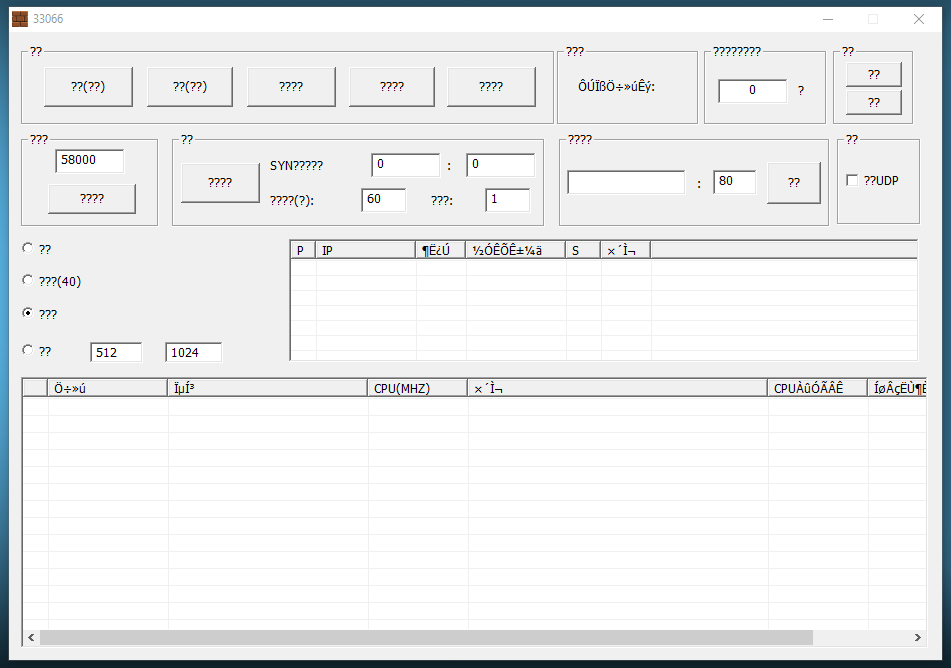 33066
??
???
????????
??
??(??)
??(??)
????
????
????
ÔÚÏßÖ÷»úÊý:
0
?
??
??
???
??
????
??
58000
????
????
SYN?????
0
:
0
????(?):
60
???:
1
:
80
??
??UDP
??
???(40)
???
??
512
1024
P
IP
¶Ë¿Ú
½ÓÊÕÊ±¼ä
S
×´Ì¬
Ö÷»ú
ÏµÍ³
CPU(MHZ)
×´Ì¬
CPUÀûÓÃÂÊ
ÍøÂçËÙ¶È